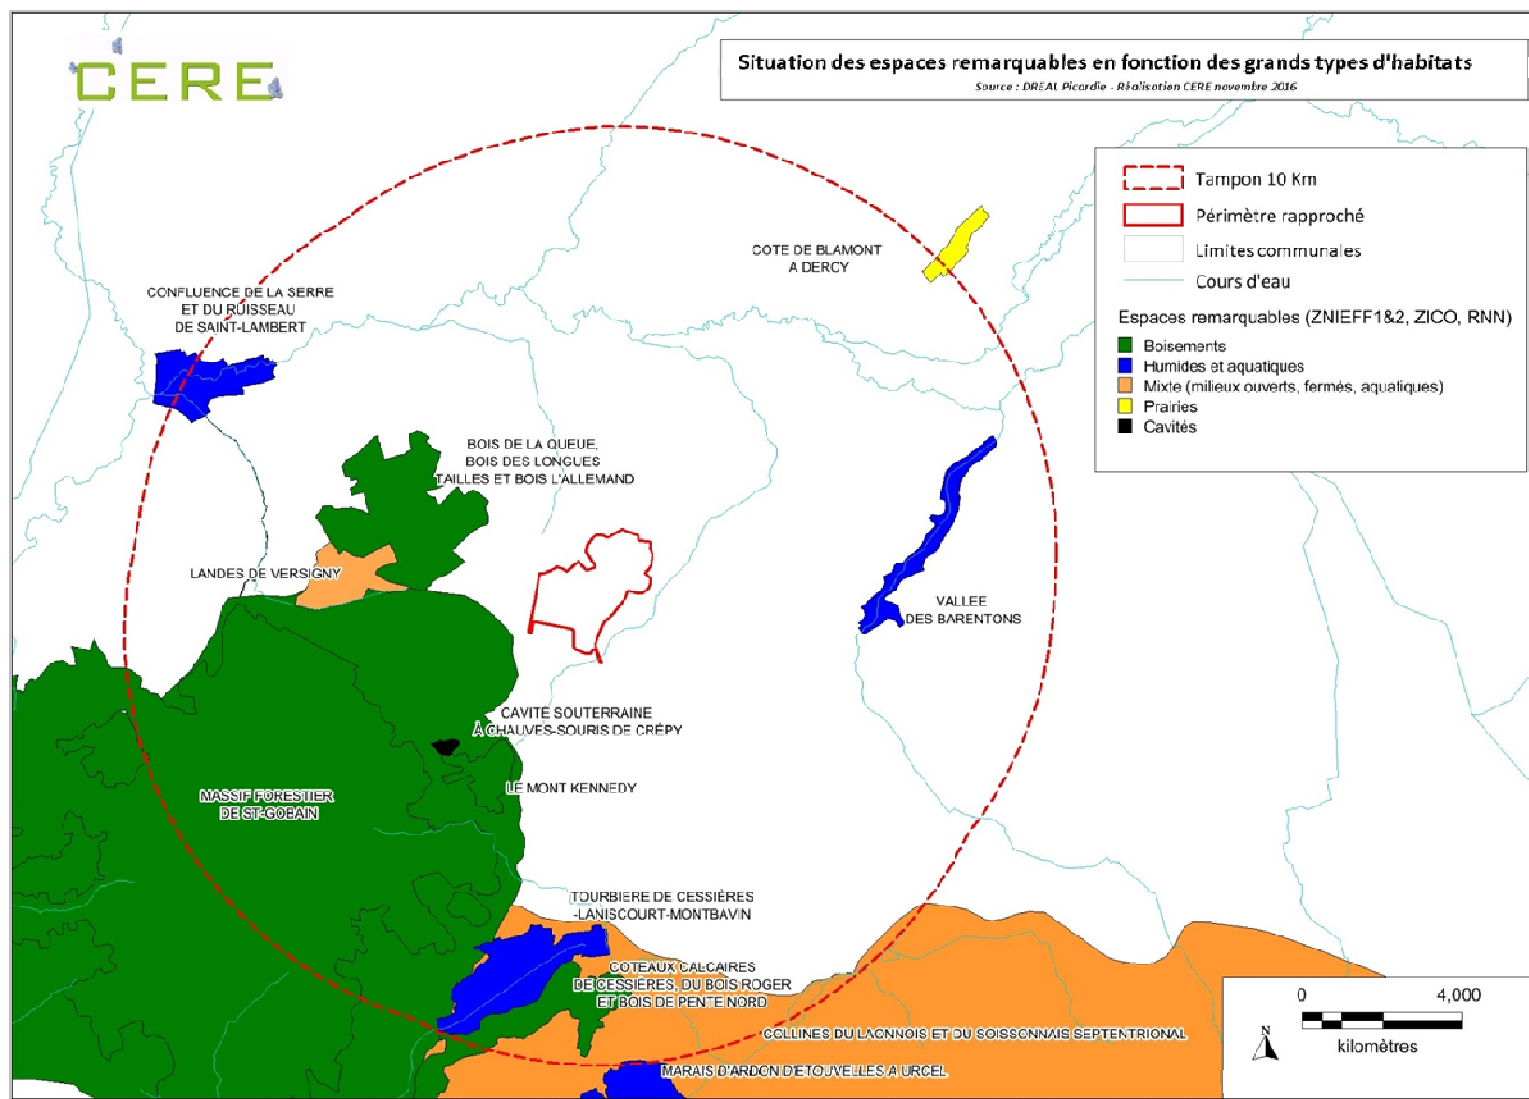 CERE
Situation des espaces remarquables en fonction des grands types d'habitats
Source : DREAL Picardie - Réalisation CERE novembre 2016
Tampon 10 Km
Périmètre rapproché
Limites communales
Cours d'eau
Espaces remarquables (ZNIEFF1&2, ZICO, RNN)
Boisements
Humides et aquatiques
Mixte (milieux ouverts, fermés, aquatiques)
Prairies
Cavités
COTE DE BLAMONT
A DERCY
CONFLUENCE DE LA SERRE
ET DU RUISSEAU
DE SAINT-LAMBERT
BOIS DE LA QUEUE,
BOIS DES LONGUES
TAILLES ET BOIS L'ALLEMAND
LANDES DE VERSIGNY
VALLEE
DES BARENTONS
CAVITÉ SOUTERRAINE
À CHAUVES-SOURIS DE CRÉPY
LE MONT KENNEDY
MASSIF FORESTIER
DE ST-GOBAIN
TOURBIERE DE CESSIÈRES
-LANISCOURT-MONTBAVIN
COTEAUX CALCAIRES
DE CESSIÈRES, DU BOIS ROGER
ET BOIS DE PENTE NORD
COLLINES DU LAONNOIS ET DU SOISSONNAIS SEPTENTRIONAL
MARAIS D'ARDON D'ETOUVELLES A URCEL
N
0 4,000
kilomètres